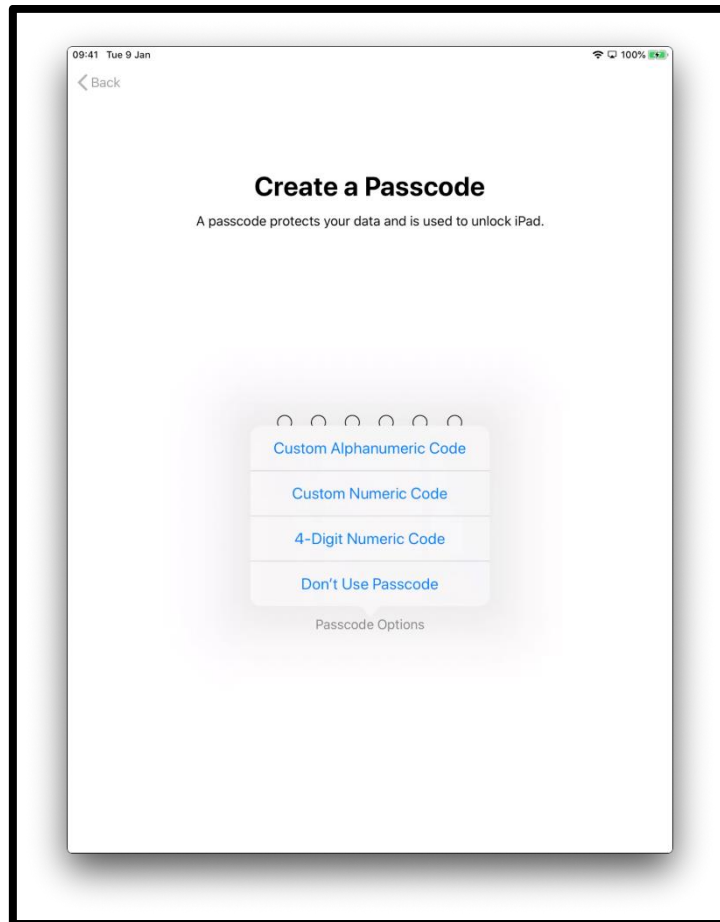 09:41 Tue 9 Jan
100%
Back
Create a Passcode
A passcode protects your data and is used to unlock iPad.
Custom Alphanumeric Code
Custom Numeric Code
4-Digit Numeric Code
Don't Use Passcode
Passcode Options